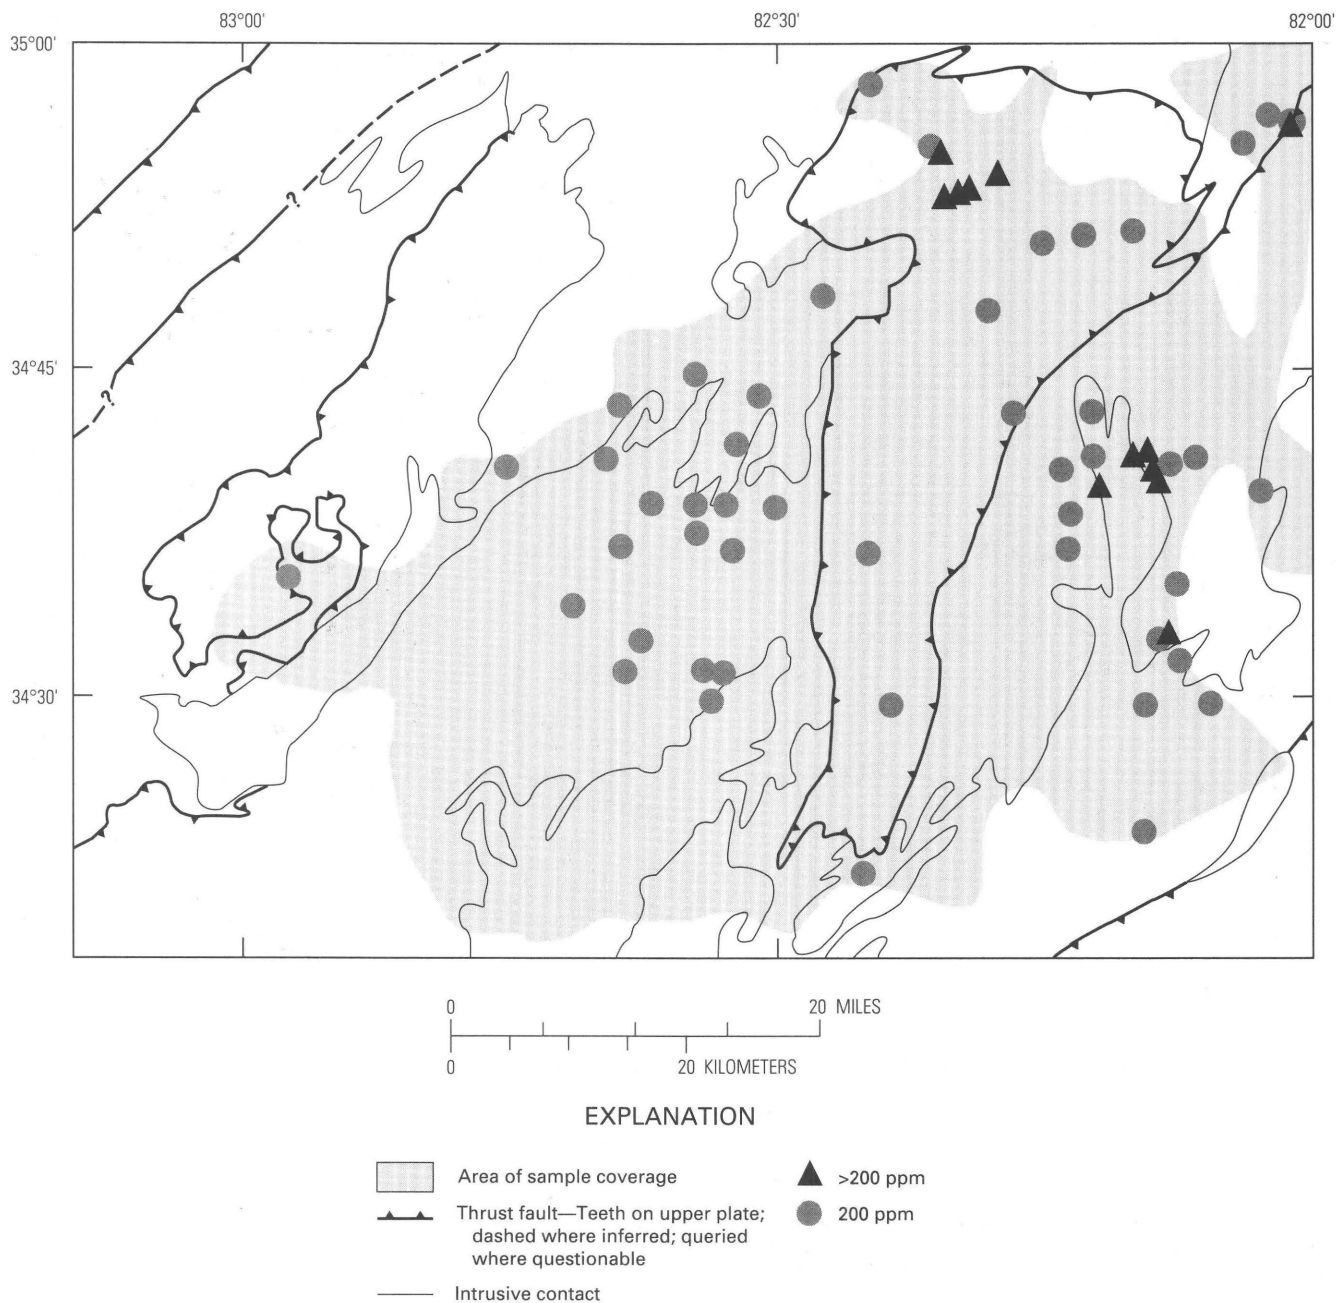 83°00'
82°30'
82°00'
35°00'
?
34°45'
?
34°30'
0
20 MILES
0
20 KILOMETERS
EXPLANATION
Area of sample coverage
Thrust fault—Teeth on upper plate;
dashed where inferred; queried
where questionable
Intrusive contact
>200 ppm
200 ppm